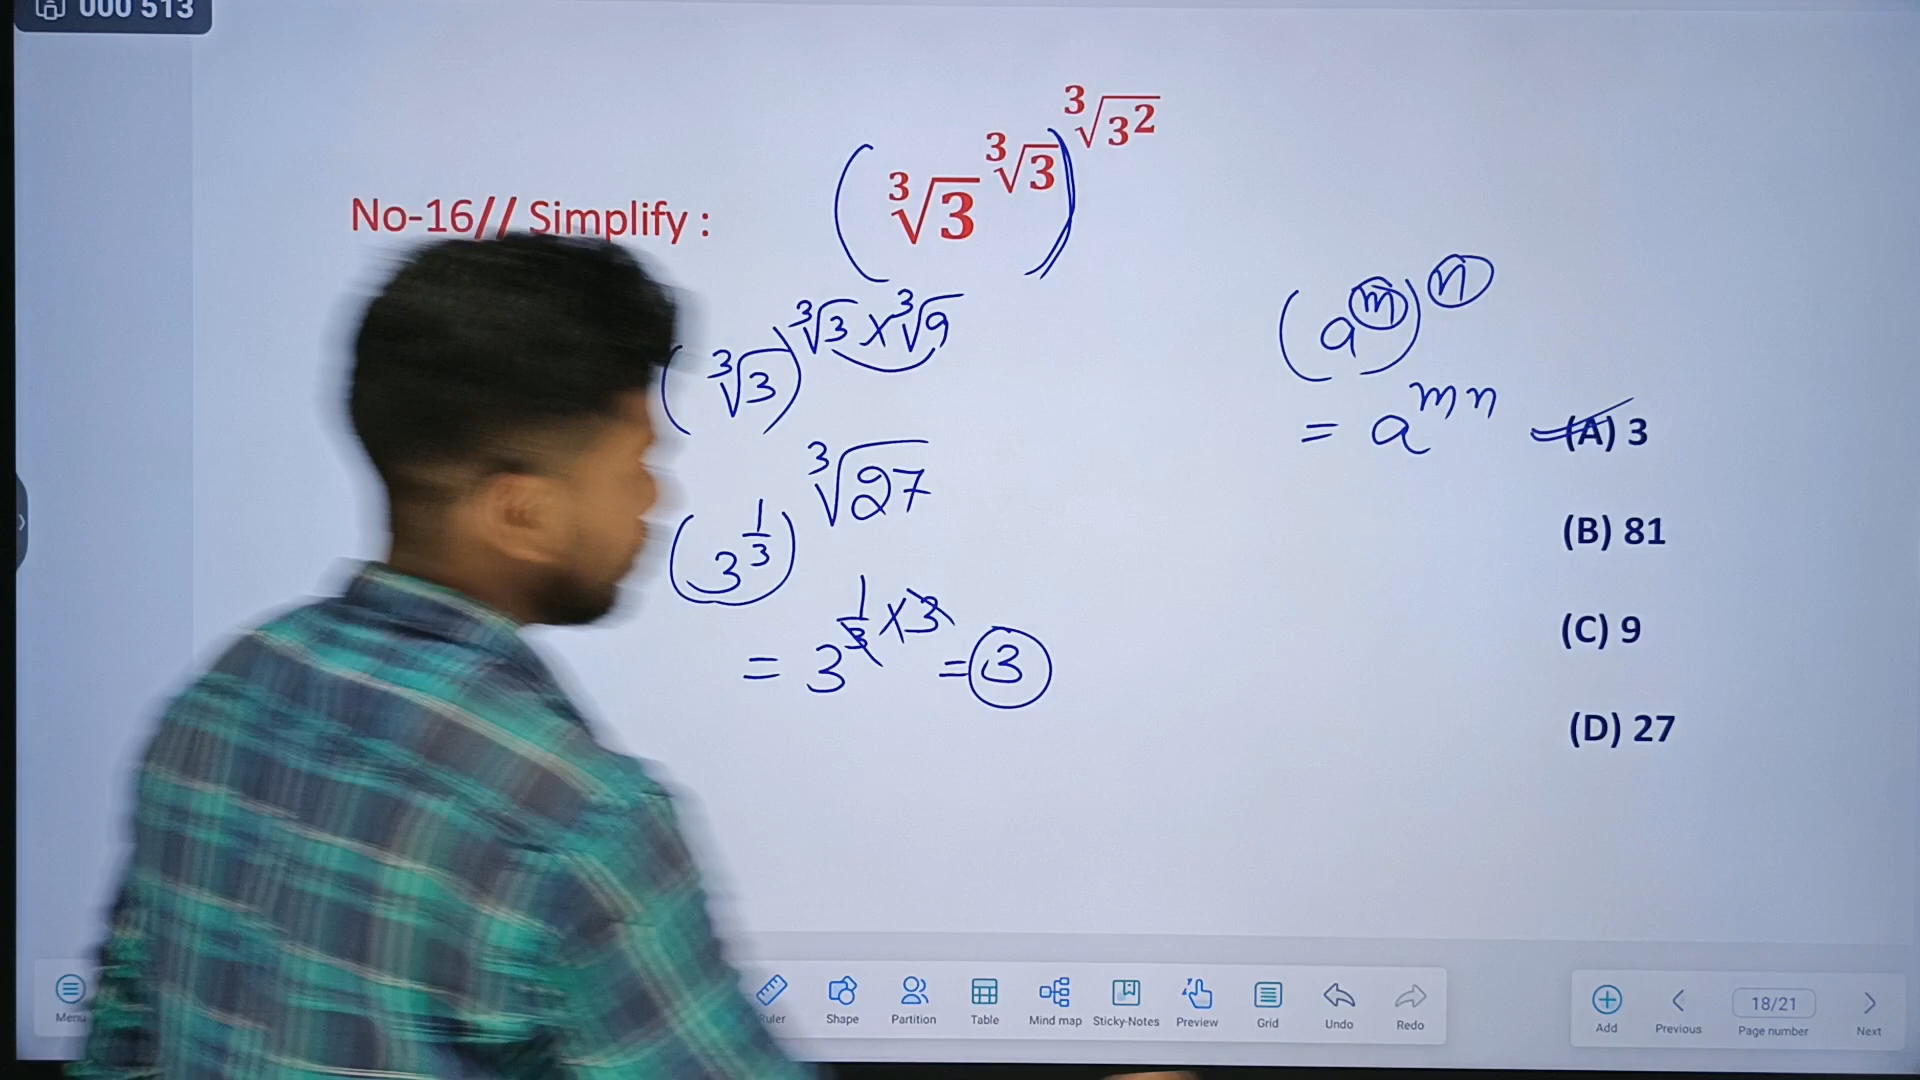 000 513
No-16// Simplify :
(∛3^∛3)^∛3²
(∛3)^∛3×∛9
(3^1/3)^∛27
= 3^1/3×3 = 3
(a^m)^n
= a^mn
(A) 3
(B) 81
(C) 9
(D) 27
Menu
Ruler Shape Partition Table Mind map Sticky-Notes Preview Grid Undo Redo
Add Previous 18/21 Page number Next